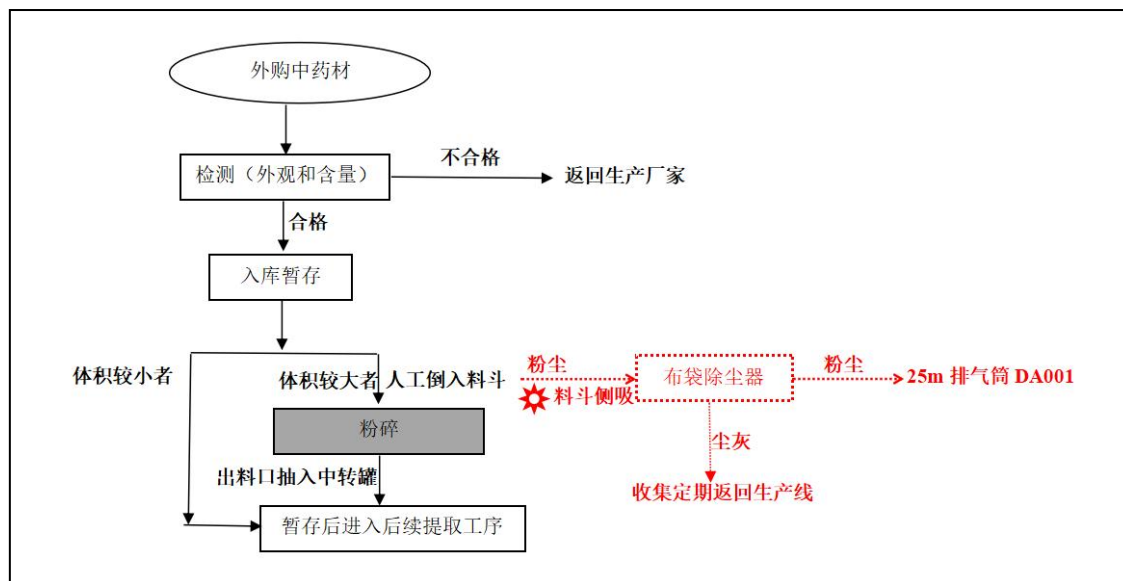 外购中药材
检测（外观和含量）
不合格
返回生产厂家
合格
入库暂存
体积较小者
体积较大者
人工倒入料斗
粉尘
料斗侧吸
布袋除尘器
粉尘
25m 排气筒 DA001
粉碎
尘灰
出料口抽入中转罐
收集定期返回生产线
暂存后进入后续提取工序